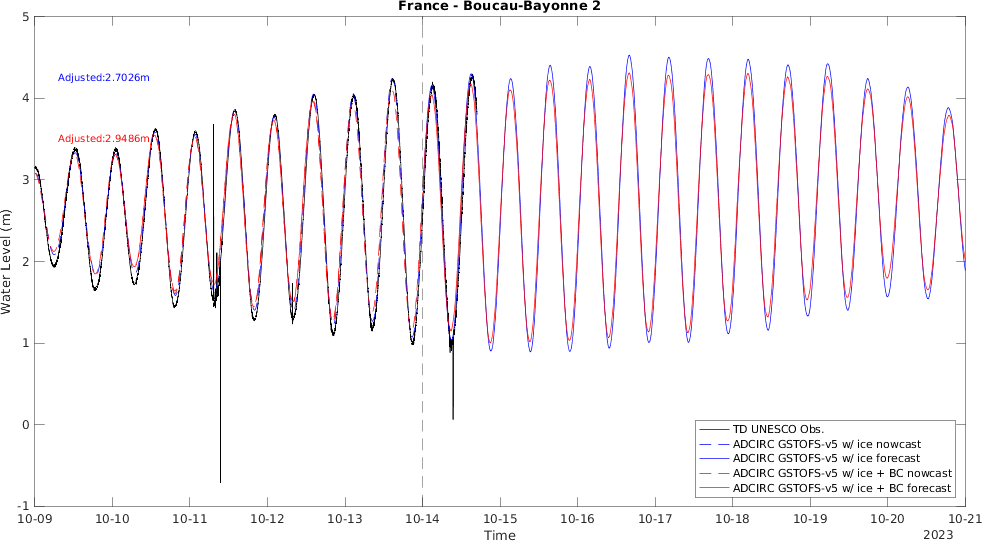 France - Boucau-Bayonne 2
5
4
3
2
1
0
-1
Water Level (m)
Adjusted:2.7026m
Adjusted:2.9486m
TD UNESCO Obs.
ADCIRC GSTOFS-v5 w/ ice nowcast
ADCIRC GSTOFS-v5 w/ ice forecast
ADCIRC GSTOFS-v5 w/ ice + BC nowcast
ADCIRC GSTOFS-v5 w/ ice + BC forecast
10-09 10-10 10-11 10-12 10-13 10-14 10-15 10-16 10-17 10-18 10-19 10-20 10-21
Time
2023